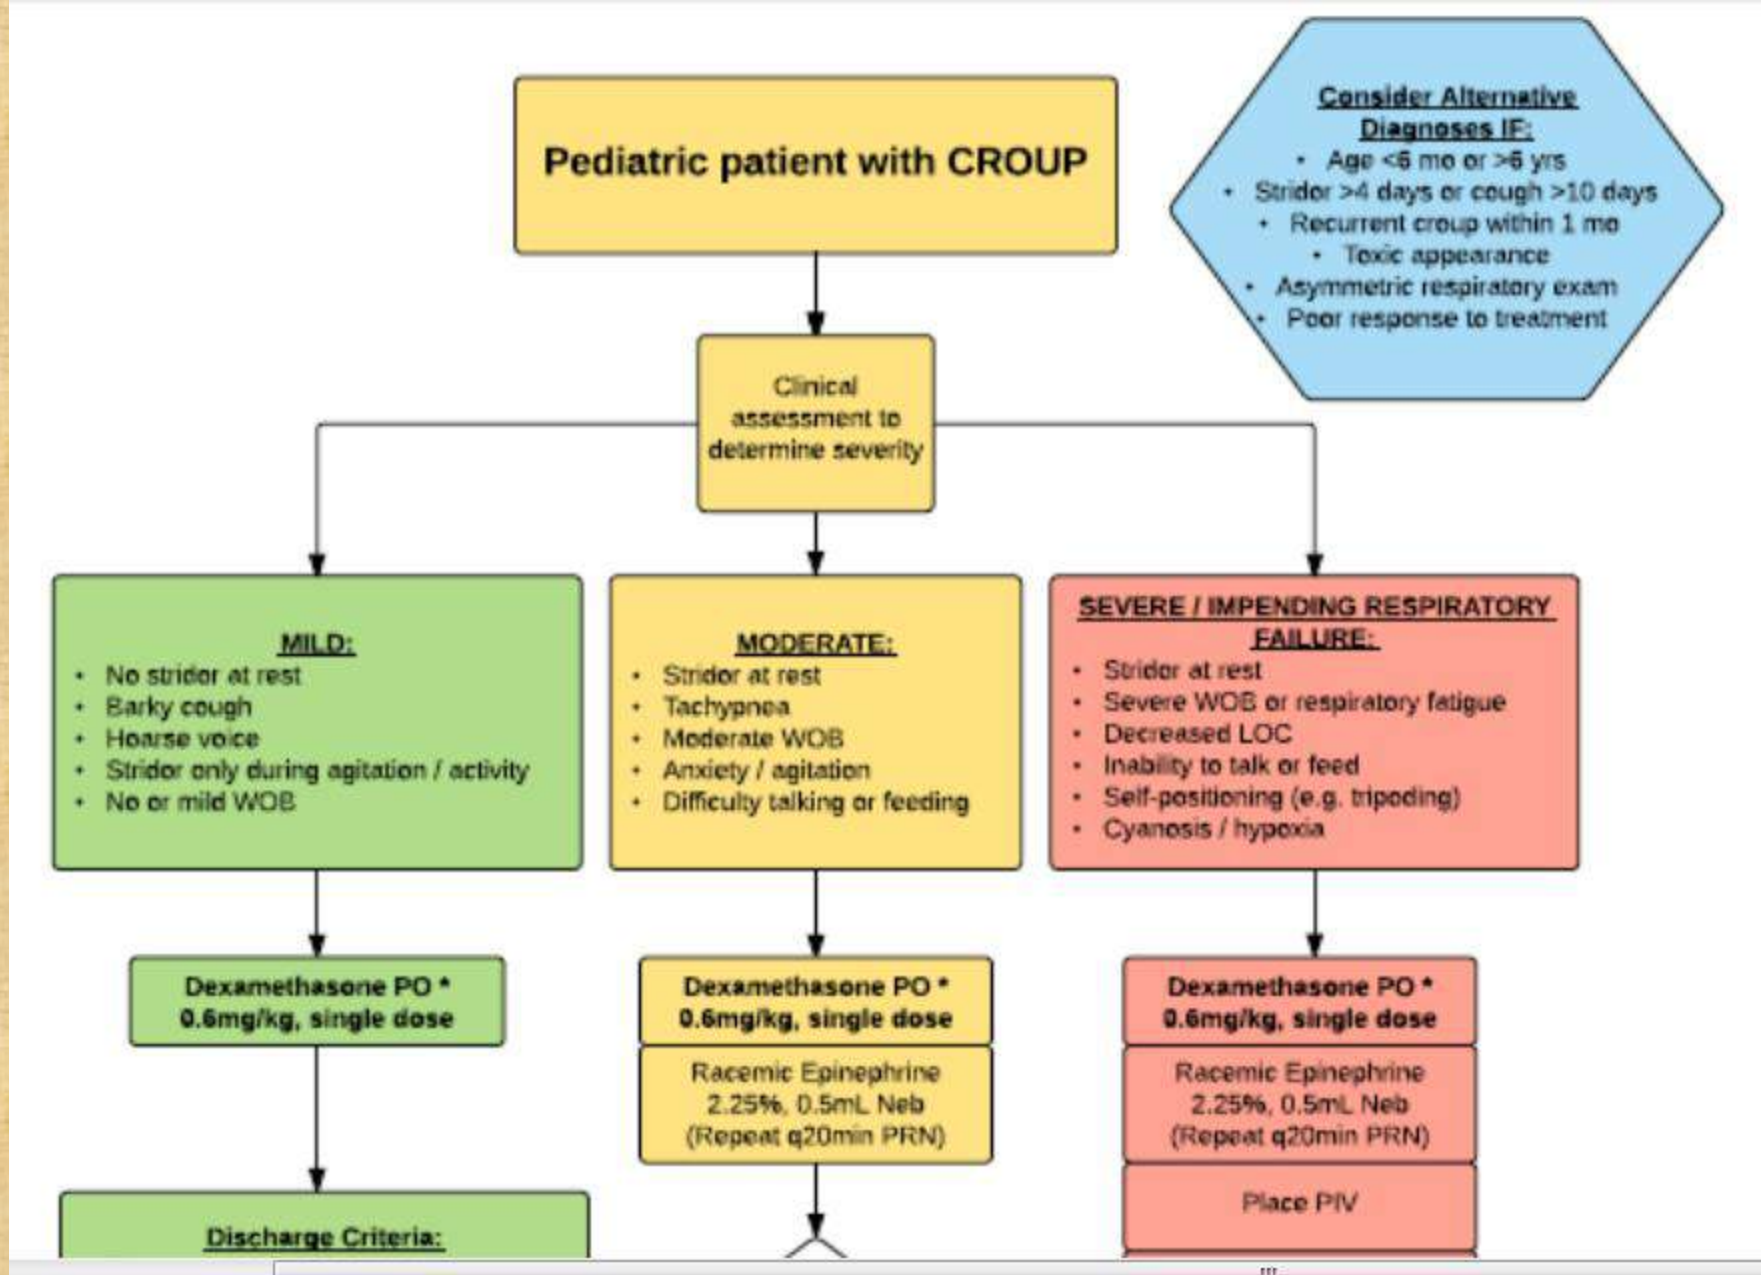 Pediatric patient with CROUP
Consider Alternative
Diagnoses IF:
• Age <6 mo or >6 yrs
• Stridor >4 days or cough >10 days
• Recurrent croup within 1 mo
• Toxic appearance
• Asymmetric respiratory exam
• Poor response to treatment
Clinical
assessment to
determine severity
MILD:
• No stridor at rest
• Barky cough
• Hoarse voice
• Stridor only during agitation / activity
• No or mild WOB
MODERATE:
• Stridor at rest
• Tachypnea
• Moderate WOB
• Anxiety / agitation
• Difficulty talking or feeding
SEVERE / IMPENDING RESPIRATORY
FAILURE:
• Stridor at rest
• Severe WOB or respiratory fatigue
• Decreased LOC
• Inability to talk or feed
• Self-positioning (e.g. tripoding)
• Cyanosis / hypoxia
Dexamethasone PO *
0.6mg/kg, single dose
Dexamethasone PO *
0.6mg/kg, single dose
Racemic Epinephrine
2.25%, 0.5mL Neb
(Repeat q20min PRN)
Dexamethasone PO *
0.6mg/kg, single dose
Racemic Epinephrine
2.25%, 0.5mL Neb
(Repeat q20min PRN)
Place PIV
Discharge Criteria: